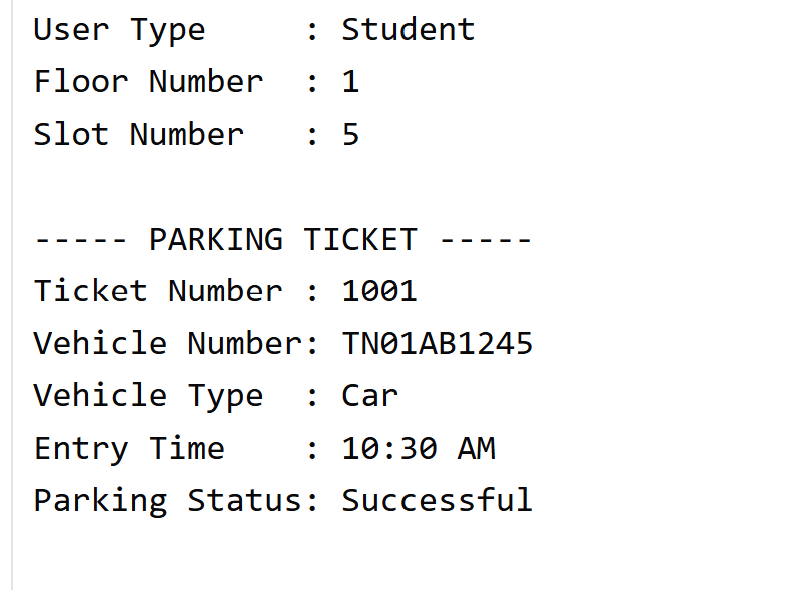 User Type     : Student
Floor Number  : 1
Slot Number   : 5
----- PARKING TICKET -----
Ticket Number : 1001
Vehicle Number: TN01AB1245
Vehicle Type  : Car
Entry Time    : 10:30 AM
Parking Status: Successful